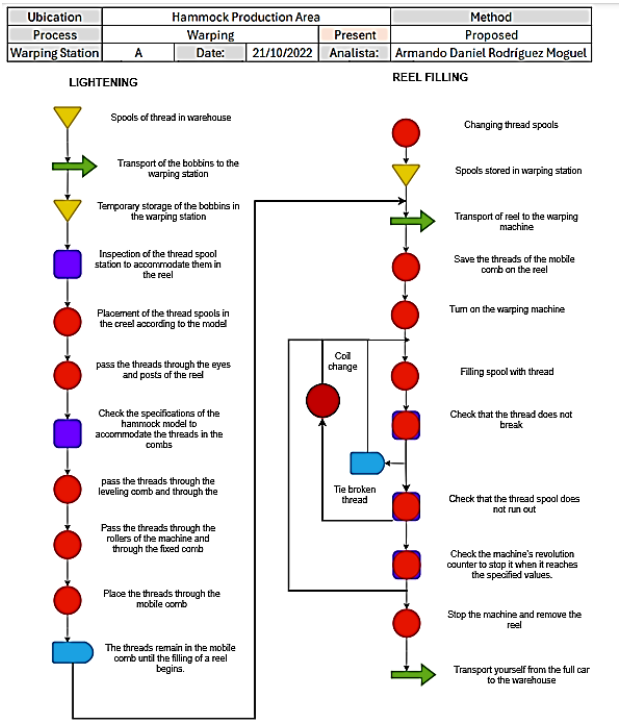 Ubication Hammock Production Area Method
Process Warping Present Proposed
Warping Station A Date: 21/10/2022 Analista: Armando Daniel Rodríguez Moguel
LIGHTENING
Spools of thread in warehouse
Transport of the bobbins to the
warping station
Temporary storage of the bobbins in
the warping station
Inspection of the thread spool
station to accommodate them in
the reel
Placement of the thread spools in
the creel according to the model
pass the threads through the eyes
and posts of the reel
Check the specifications of the
hammock model to
accommodate the threads in the
combs
pass the threads through the
leveling comb and through the
Pass the threads through the
rollers of the machine and
through the fixed comb
Place the threads through the
mobile comb
The threads remain in the mobile
comb until the filling of a reel
begins.
REEL FILLING
Changing thread spools
Spools stored in warping station
Transport of reel to the warping
machine
Save the threads of the mobile
comb on the reel
Turn on the warping machine
Coil
change
Filling spool with thread
Check that the thread does not
break
Tie broken
thread
Check that the thread spool does
not run out
Check the machine's revolution
counter to stop it when it reaches
the specified values.
Stop the machine and remove the
reel
Transport yourself from the full car
to the warehouse